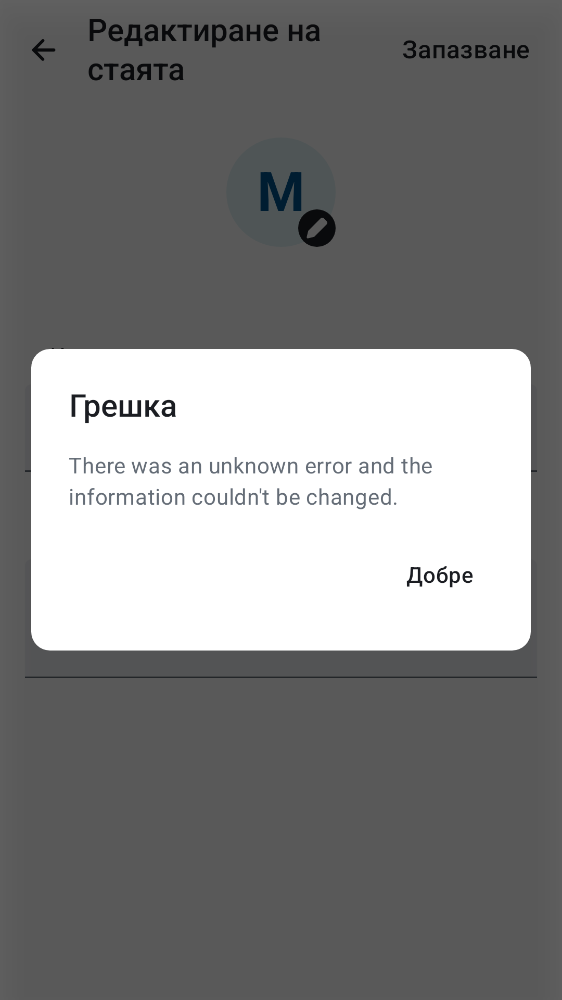 Редактиране на
стаята
Запазване
M
Грешка
There was an unknown error and the
information couldn't be changed.
Добре